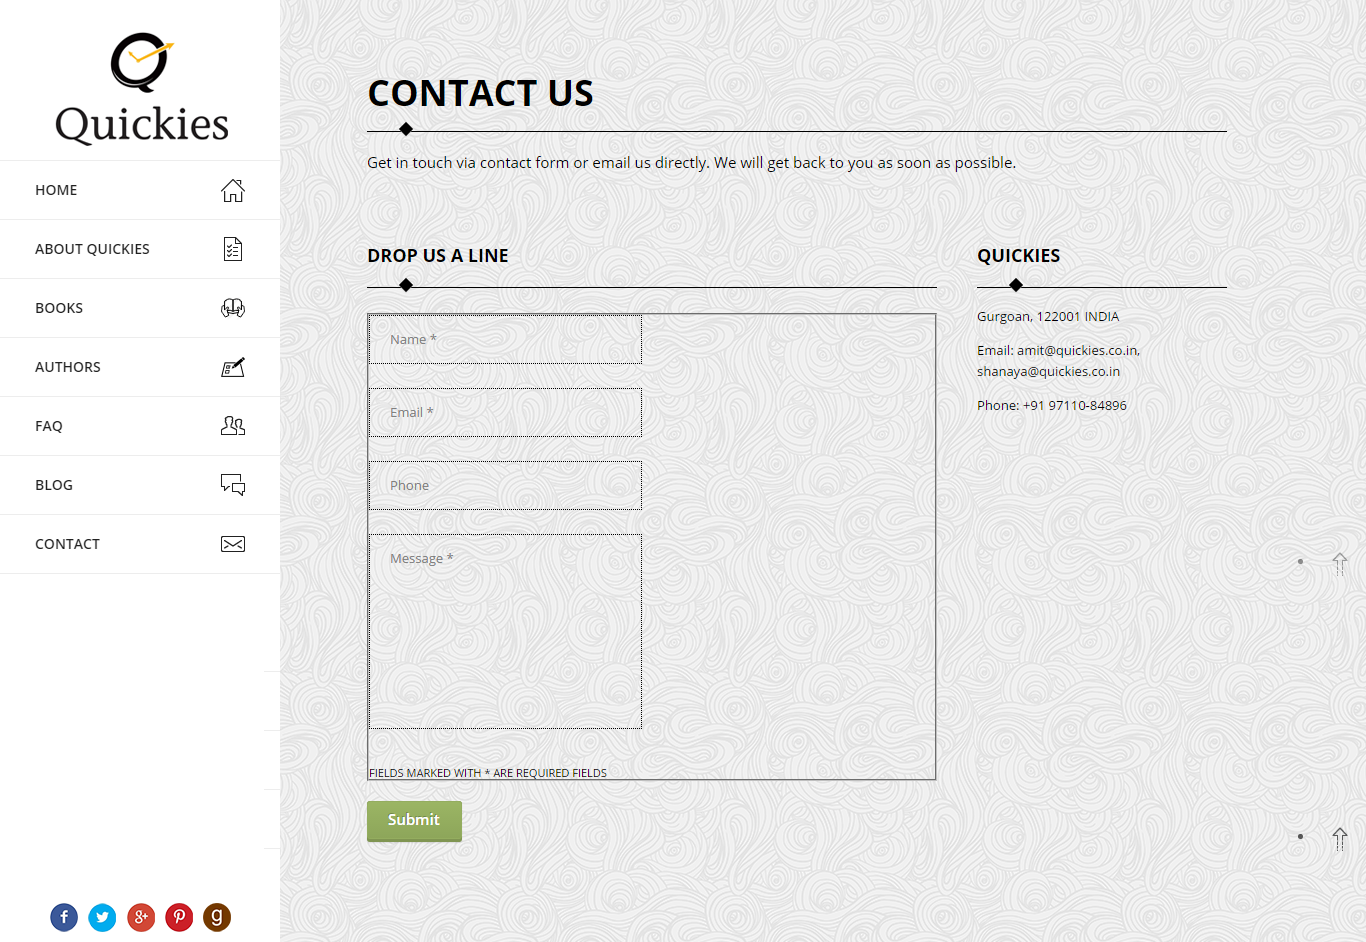 Quickies
HOME
ABOUT QUICKIES
BOOKS
AUTHORS
FAQ
BLOG
CONTACT
CONTACT US
Get in touch via contact form or email us directly. We will get back to you as soon as possible.
DROP US A LINE
Name *
Email *
Phone
Message *
FIELDS MARKED WITH * ARE REQUIRED FIELDS
Submit
QUICKIES
Gurgoan, 122001 INDIA
Email: amit@quickies.co.in,
shanaya@quickies.co.in
Phone: +91 97110-84896